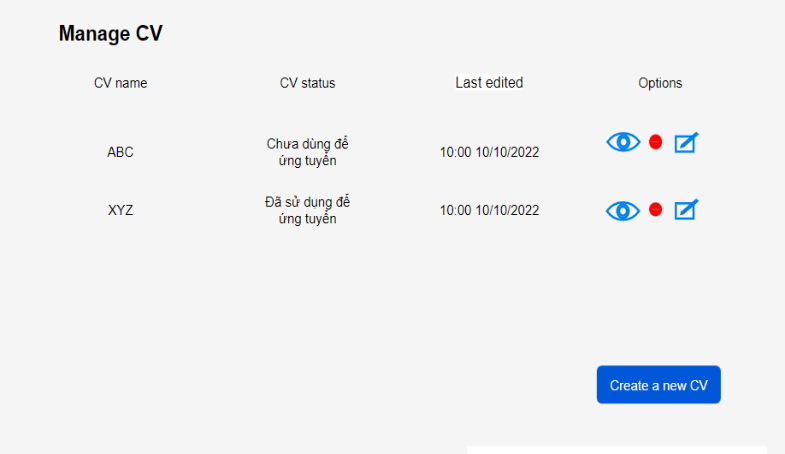 Manage CV
CV name CV status Last edited Options
Chưa dùng để
ABC 10:00 10/10/2022
ứng tuyển
Đã sử dụng để
XYZ 10:00 10/10/2022
ứng tuyển
Create a new CV